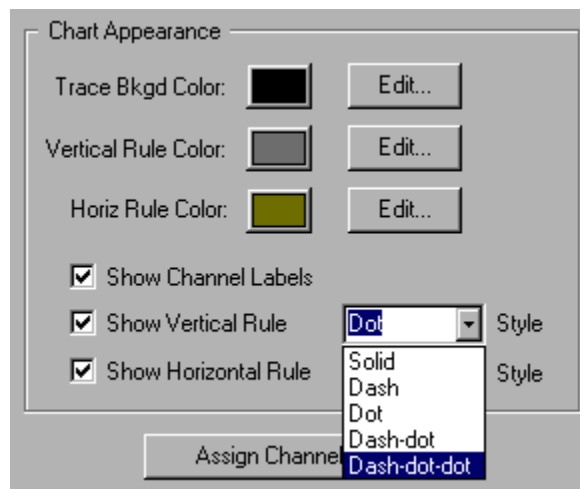 Chart Appearance
Trace Bkgd Color: Edit...
Vertical Rule Color: Edit...
Horiz Rule Color: Edit...
Show Channel Labels
Show Vertical Rule Dot Style
Show Horizontal Rule Style
Solid
Dash
Dot
Dash-dot
Dash-dot-dot
Assign Channel